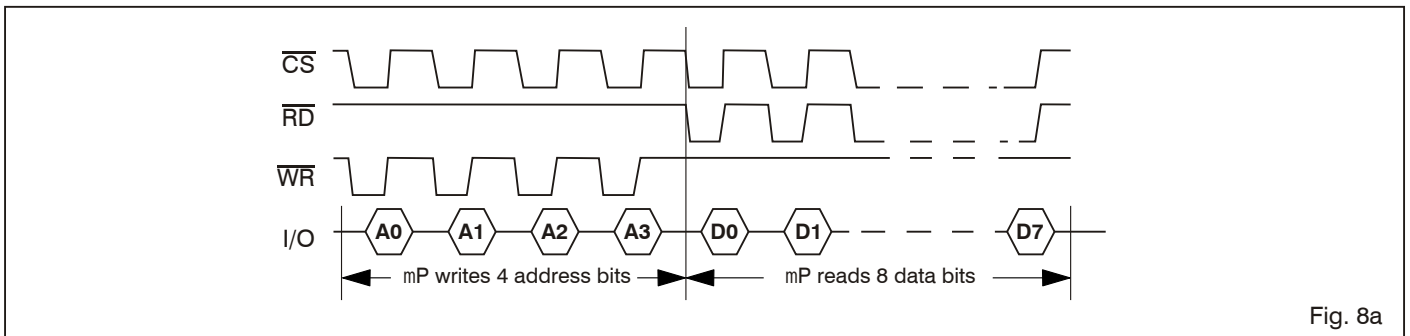 CS
RD
WR
I/O A0 A1 A2 A3 D0 D1 D7
mP writes 4 address bits mP reads 8 data bits
Fig. 8a